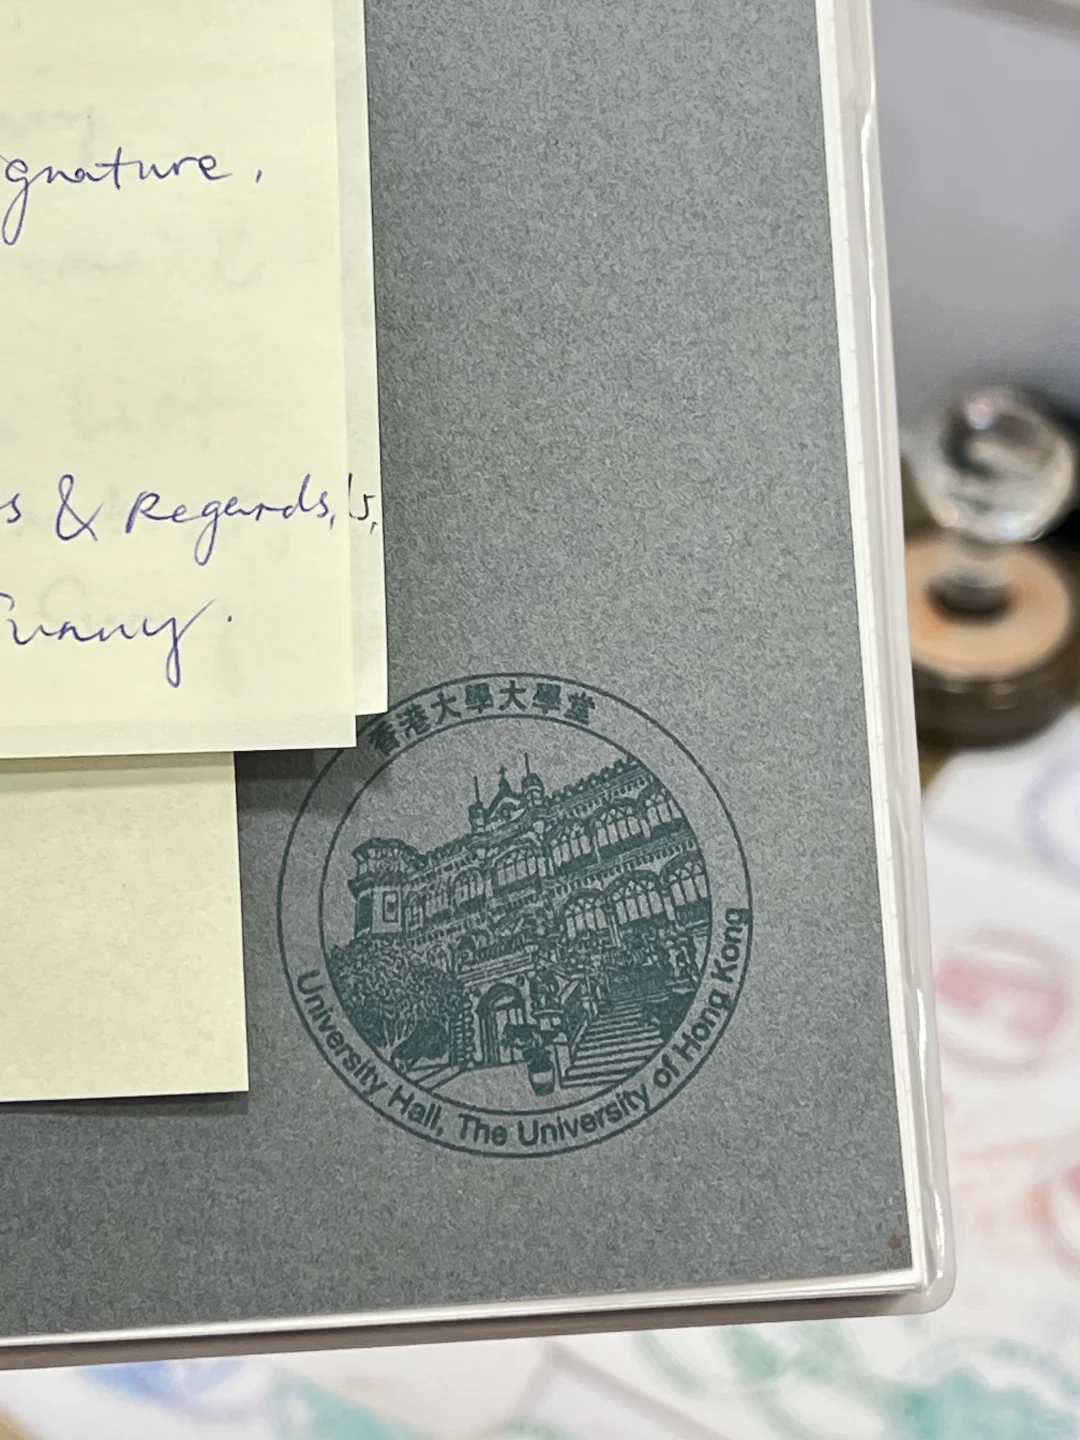 gnature.
s & Regards,
香港大學大學堂
University Hall, The University of Hong Kong